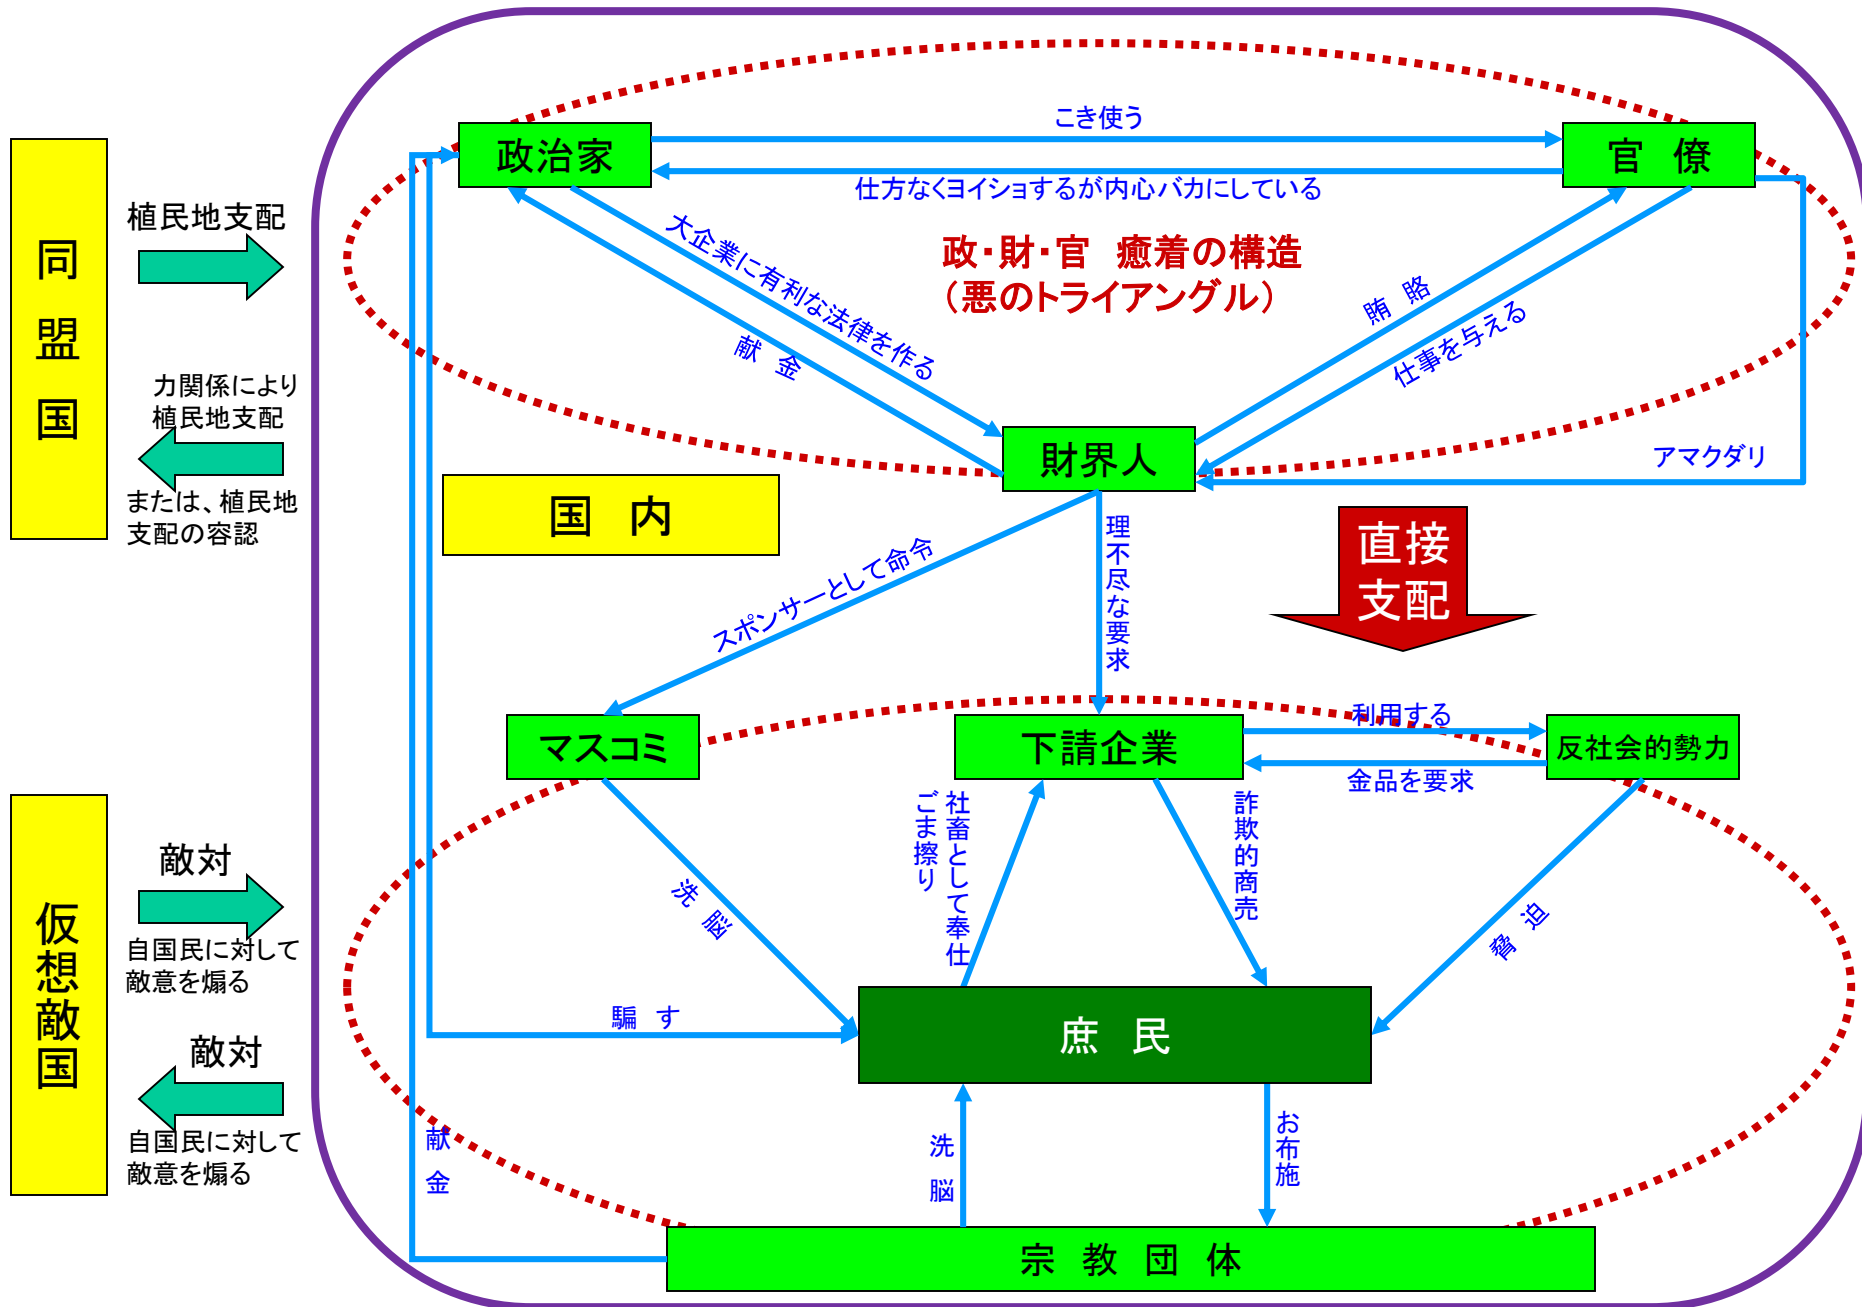 こき使う
政治家
官　僚
仕方なくヨイショするが内心バカにしている
同盟国
植民地支配
大企業に有利な法律を作る
献　金
政・財・官　癒着の構造
（悪のトライアングル）
賄　賂
仕事を与える
力関係により
植民地支配
または、植民地
支配の容認
財界人
アマクダリ
国　内
スポンサーとして命令
理不尽な要求
直接
支配
マスコミ
下請企業
利用する
反社会的勢力
金品を要求
仮想敵国
敵対
自国民に対して
敵意を煽る
敵対
自国民に対して
敵意を煽る
洗　脳
社畜として奉仕
ごま擦り
詐欺的商売
脅　迫
騙　す
庶　民
献　金
洗　脳
お布施
宗　教　団　体